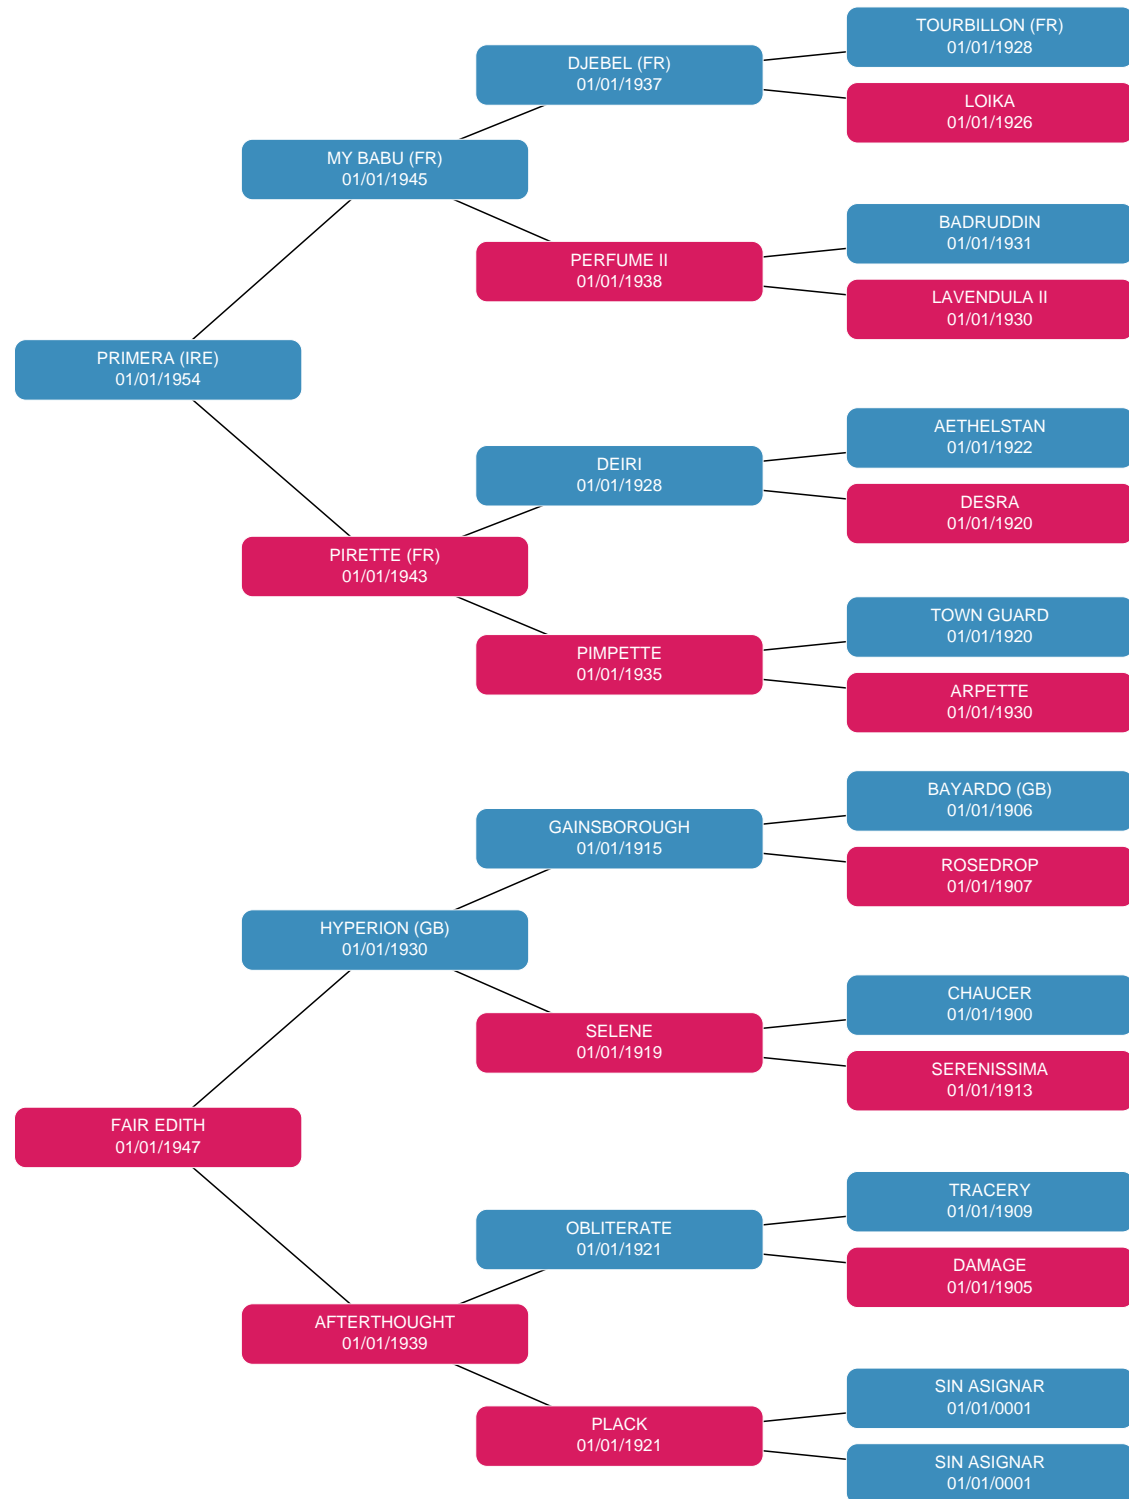 TOURBILLON (FR)
01/01/1928
DJEBEL (FR)
01/01/1937
LOIKA
01/01/1926
MY BABU (FR)
01/01/1945
BADRUDDIN
01/01/1931
PERFUME II
01/01/1938
LAVENDULA II
01/01/1930
PRIMERA (IRE)
01/01/1954
AETHELSTAN
01/01/1922
DEIRI
01/01/1928
DESRA
01/01/1920
PIRETTE (FR)
01/01/1943
TOWN GUARD
01/01/1920
PIMPETTE
01/01/1935
ARPETTE
01/01/1930
BAYARDO (GB)
01/01/1906
GAINSBOROUGH
01/01/1915
ROSEDROP
01/01/1907
HYPERION (GB)
01/01/1930
CHAUCER
01/01/1900
SELENE
01/01/1919
SERENISSIMA
01/01/1913
FAIR EDITH
01/01/1947
TRACERY
01/01/1909
OBLITERATE
01/01/1921
DAMAGE
01/01/1905
AFTERTHOUGHT
01/01/1939
SIN ASIGNAR
01/01/0001
PLACK
01/01/1921
SIN ASIGNAR
01/01/0001